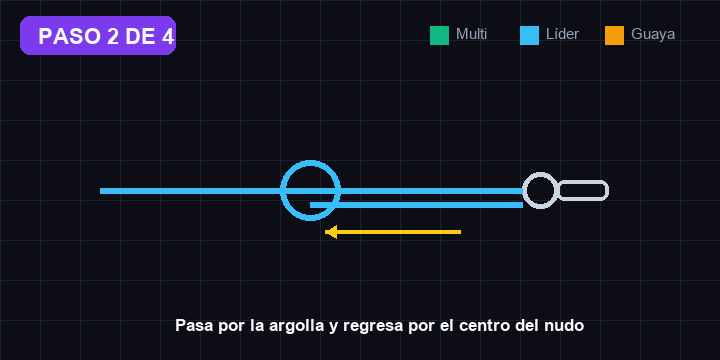 PASO 2 DE 4
Multi
Líder
Guaya
Pasa por la argolla y regresa por el centro del nudo